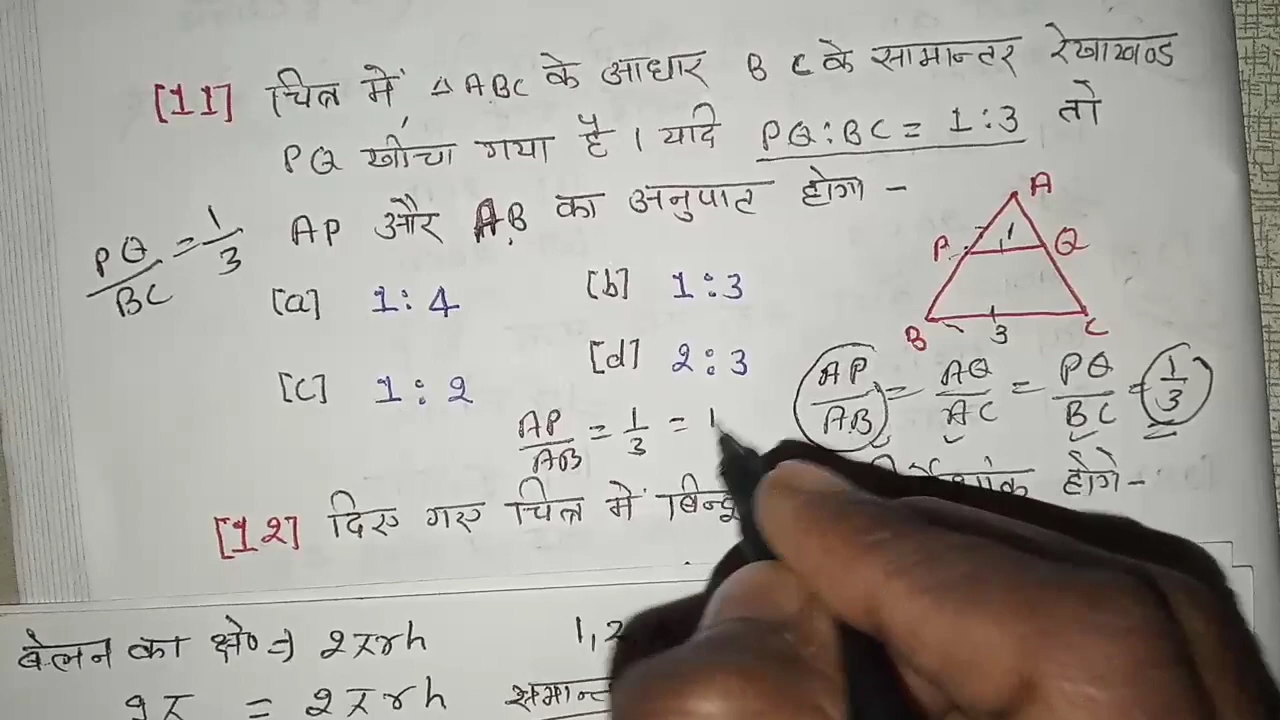 [11] चित्र में ΔABC के आधार BC के सामान्तर रेखाखण्ड
PQ खींचा गया है । यदि PQ:BC = 1:3 तो
AP और AB का अनुपात होगा -
PQ/BC = 1/3
[a] 1:4 [b] 1:3
[c] 1:2 [d] 2:3
A
P Q
1
B C
3
AP/AB = AQ/AC = PQ/BC = 1/3
AP/AB = 1/3 = 1
[12] दिए गए चित्र में बिन्दु होंगे-
बेलन का क्षे० ⇒ 2πrh
= 2πrh